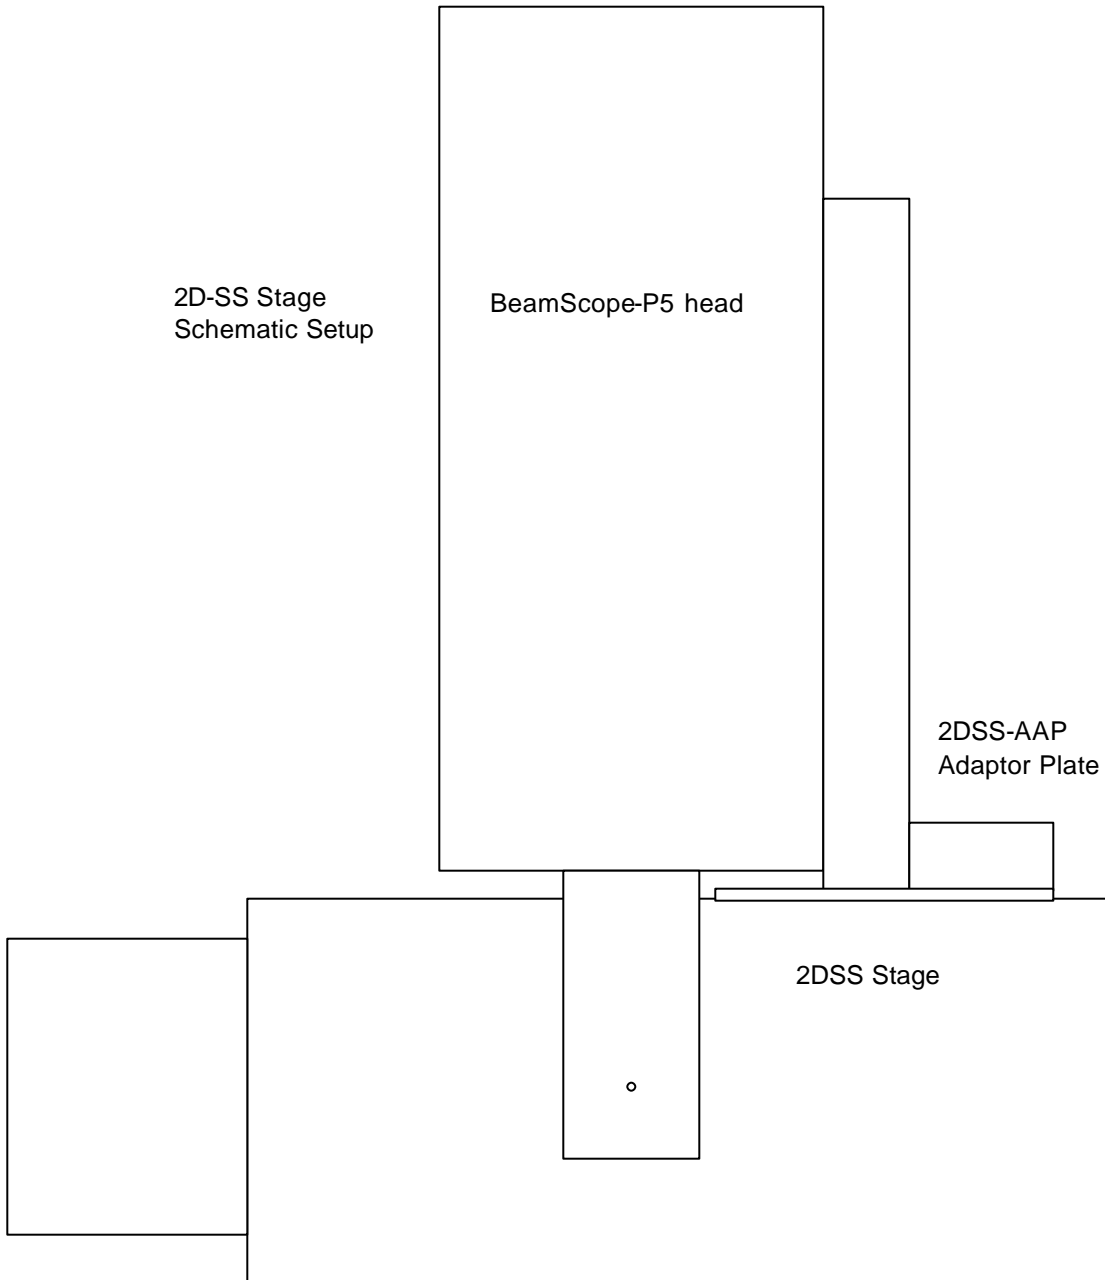 2D-SS Stage
Schematic Setup
BeamScope-P5 head
2DSS-AAP
Adaptor Plate
2DSS Stage